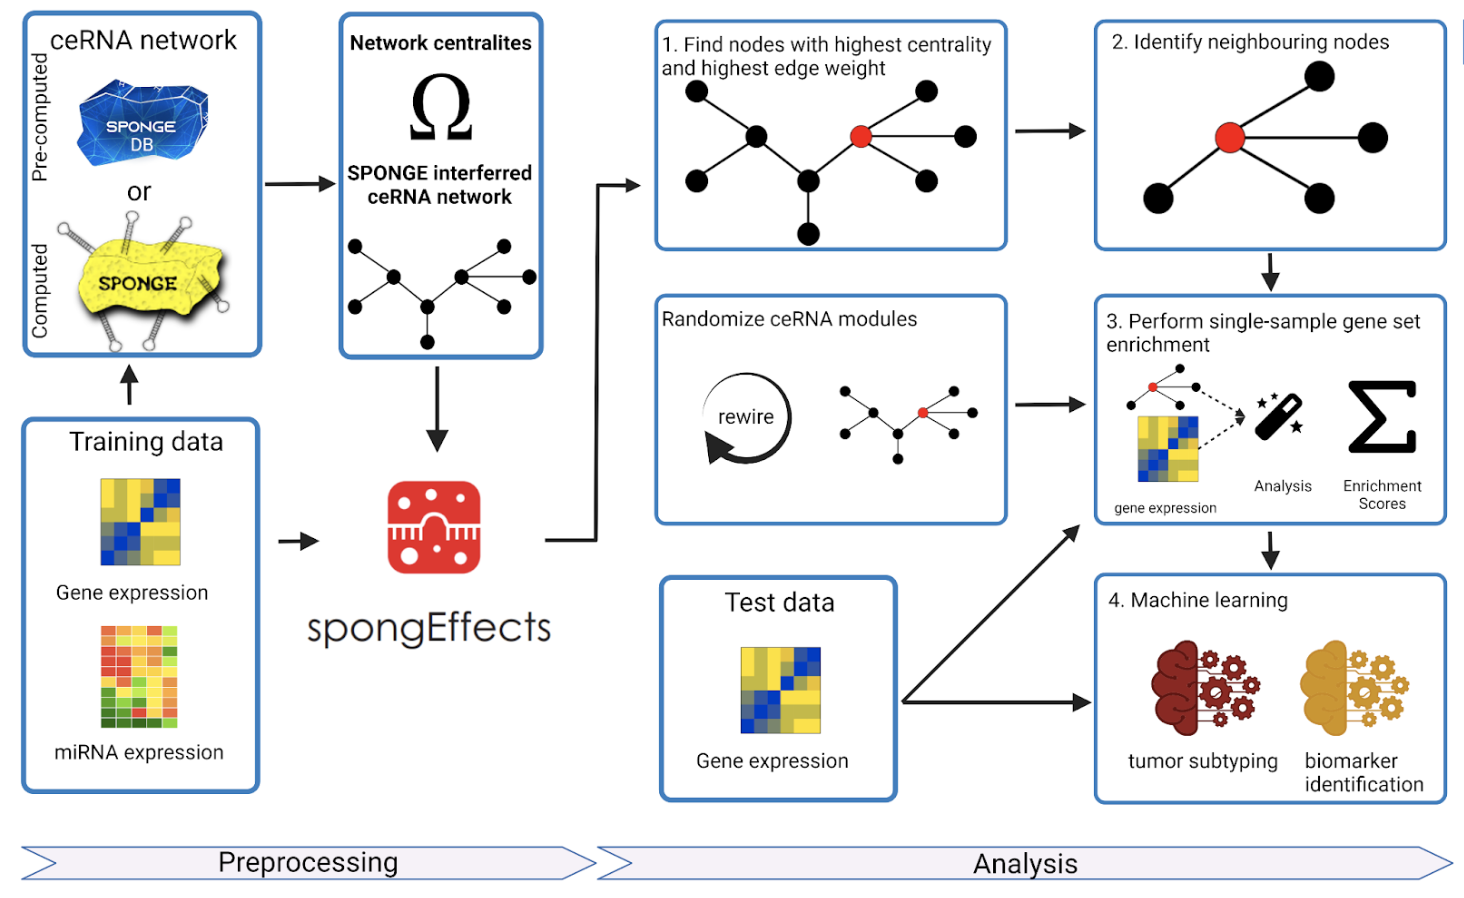 ceRNA network
Pre-computed
SPONGE
DB
or
Computed
SPONGE
Training data
Gene expression
miRNA expression
Network centralites
Ω
SPONGE interferred
ceRNA network
spongEffects
1. Find nodes with highest centrality
and highest edge weight
2. Identify neighbouring nodes
Randomize ceRNA modules
rewire
3. Perform single-sample gene set
enrichment
gene expression
Analysis
Σ
Enrichment
Scores
Test data
Gene expression
4. Machine learning
tumor subtyping
biomarker
identification
Preprocessing
Analysis